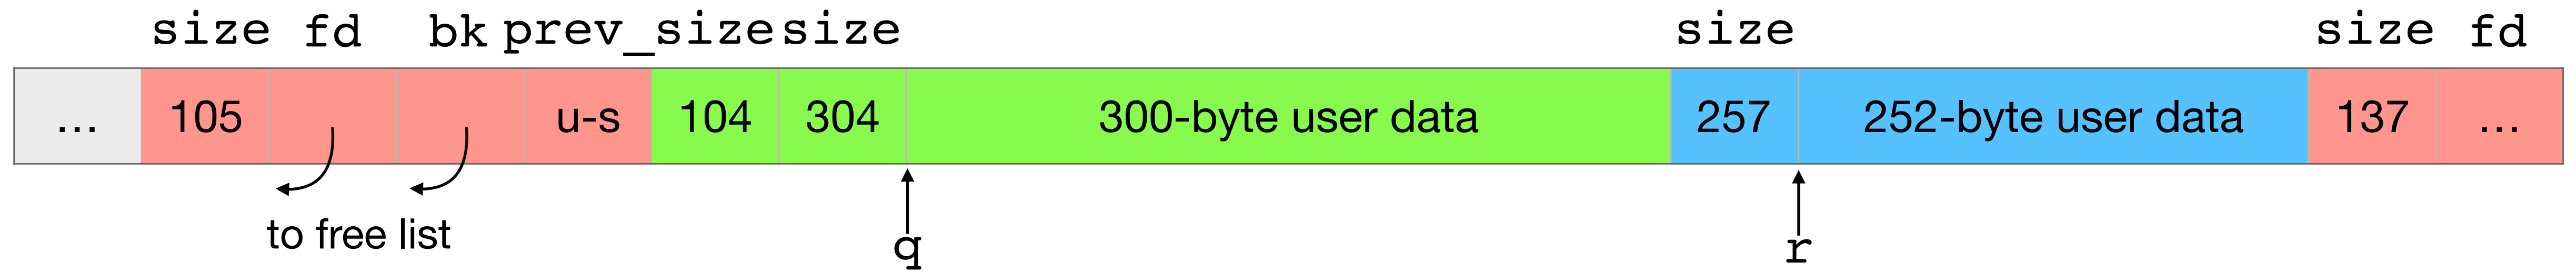 size fd bk prev_size size size size fd
... 105 u-s 104 304 300-byte user data 257 252-byte user data 137 ...
to free list
q r